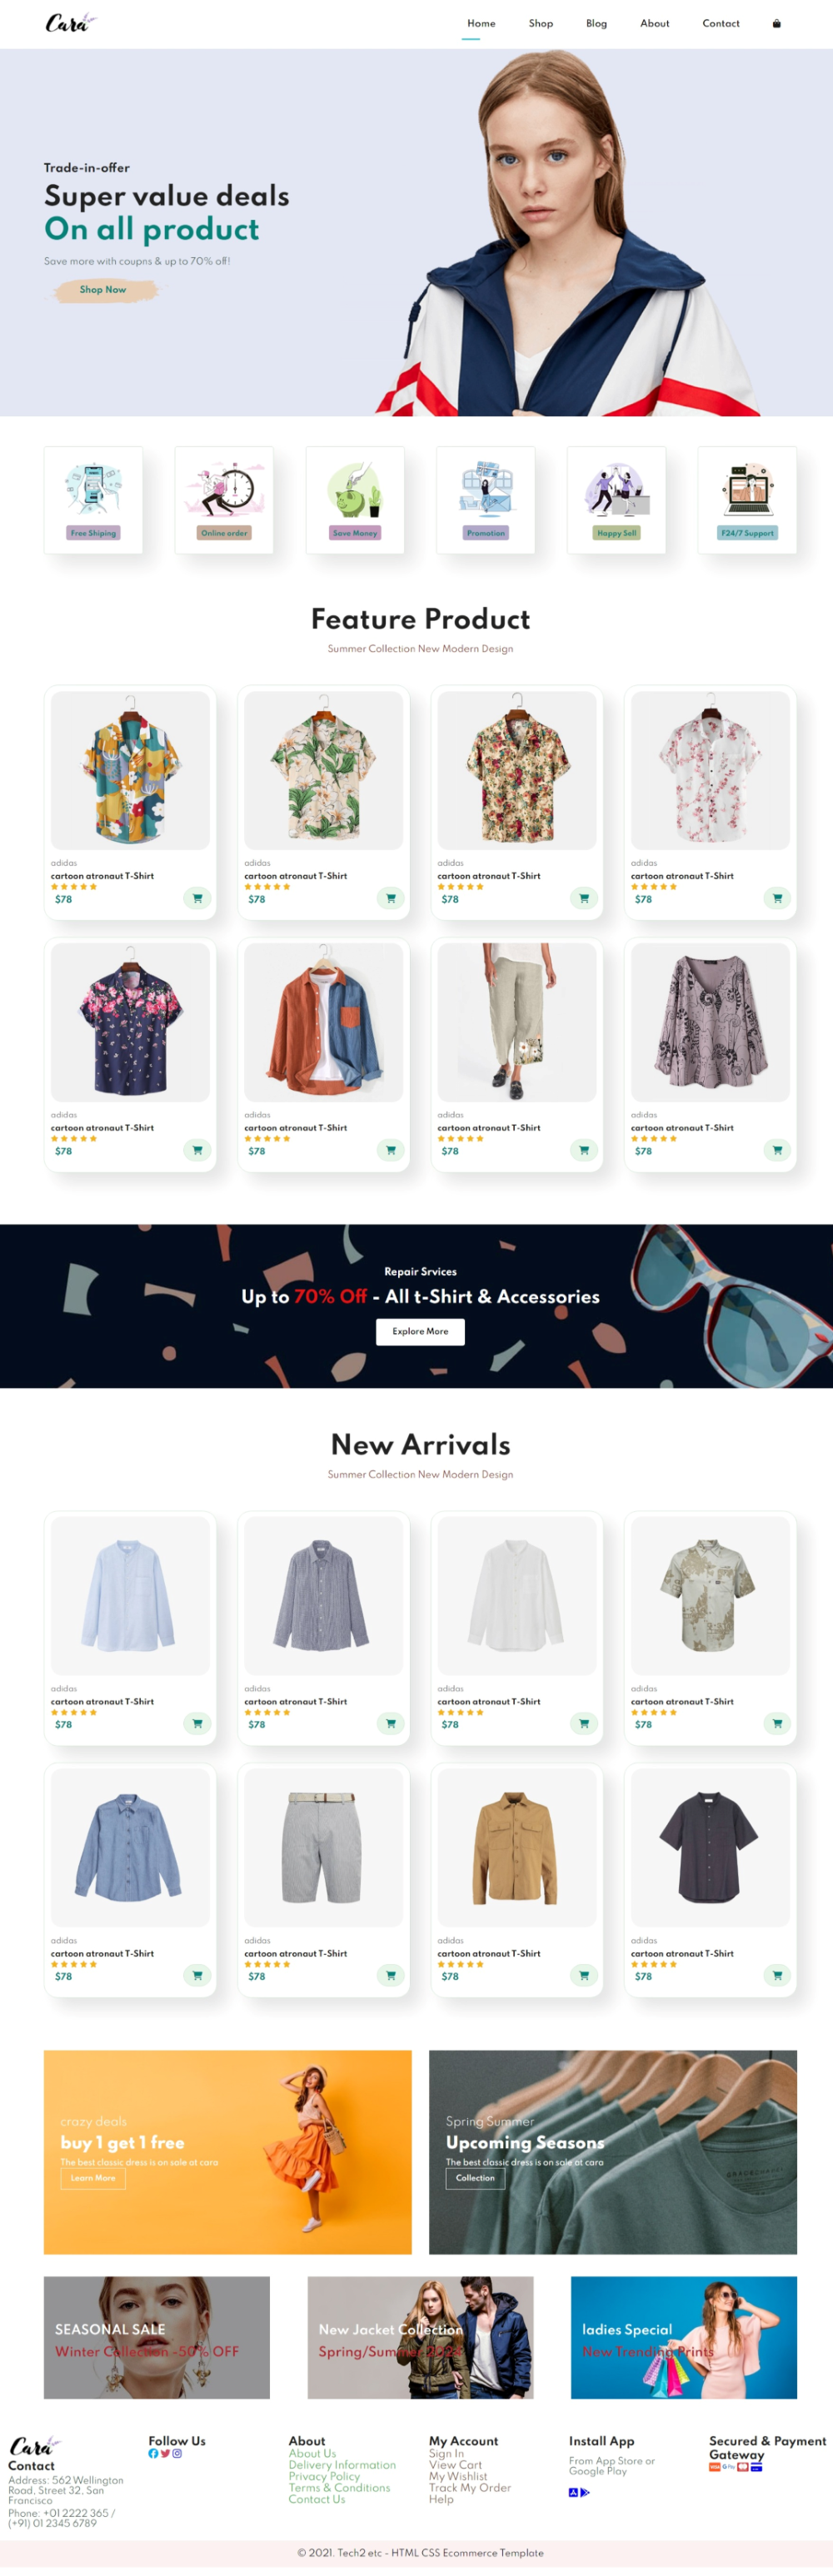 Cara
Home Shop Blog About Contact
Trade-in-offer
Super value deals
On all product
Save more with coupns & up to 70% off!
Shop Now
Free Shiping Online order Save Money Promotion Happy Sell F24/7 Support
Feature Product
Summer Collection New Modern Design
adidas adidas adidas adidas
cartoon atronaut T-Shirt cartoon atronaut T-Shirt cartoon atronaut T-Shirt cartoon atronaut T-Shirt
$78 $78 $78 $78
adidas adidas adidas adidas
cartoon atronaut T-Shirt cartoon atronaut T-Shirt cartoon atronaut T-Shirt cartoon atronaut T-Shirt
$78 $78 $78 $78
Repair Srvices
Up to 70% Off - All t-Shirt & Accessories
Explore More
New Arrivals
Summer Collection New Modern Design
adidas adidas adidas adidas
cartoon atronaut T-Shirt cartoon atronaut T-Shirt cartoon atronaut T-Shirt cartoon atronaut T-Shirt
$78 $78 $78 $78
adidas adidas adidas adidas
cartoon atronaut T-Shirt cartoon atronaut T-Shirt cartoon atronaut T-Shirt cartoon atronaut T-Shirt
$78 $78 $78 $78
crazy deals
buy 1 get 1 free
The best classic dress is on sale at cara
Learn More
Spring Summer
Upcoming Seasons
The best classic dress is on sale at cara
Collection
SEASONAL SALE
Winter Collection -50% OFF
New Jacket Collection
Spring/Summer
ladies Special
New Trending Prints
Cara
Contact
Address: 562 Wellington
Road, Street 32, San
Francisco
Phone: +01 2222 365 /
(+91) 01 2345 6789
Follow Us
About
About Us
Delivery Information
Privacy Policy
Terms & Conditions
Contact Us
My Account
Sign In
View Cart
My Wishlist
Track My Order
Help
Install App
From App Store or
Google Play
Secured & Payment
Gateway
© 2021. Tech2 etc - HTML CSS Ecommerce Template